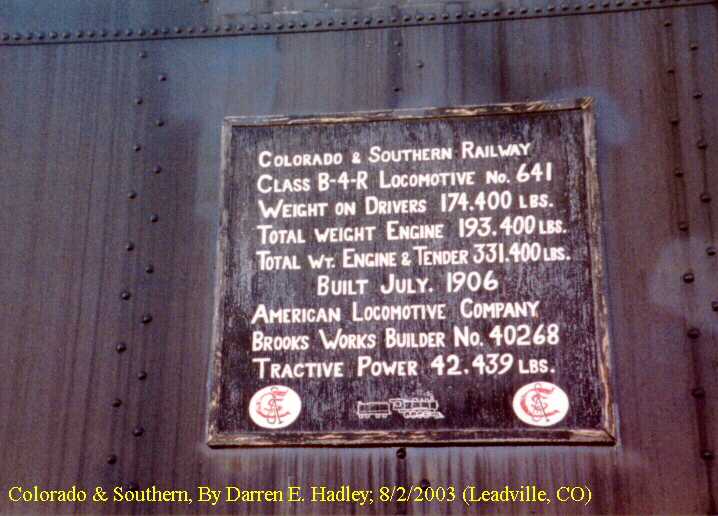 Colorado & Southern Railway
Class B-4-R Locomotive No. 641
Weight on Drivers 174.400 lbs.
Total weight Engine 193.400 lbs.
Total Wt. Engine & Tender 331.400 lbs.
Built July. 1906
American Locomotive Company
Brooks Works Builder No. 40268
Tractive Power 42.439 lbs.
Colorado & Southern, By Darren E. Hadley; 8/2/2003 (Leadville, CO)